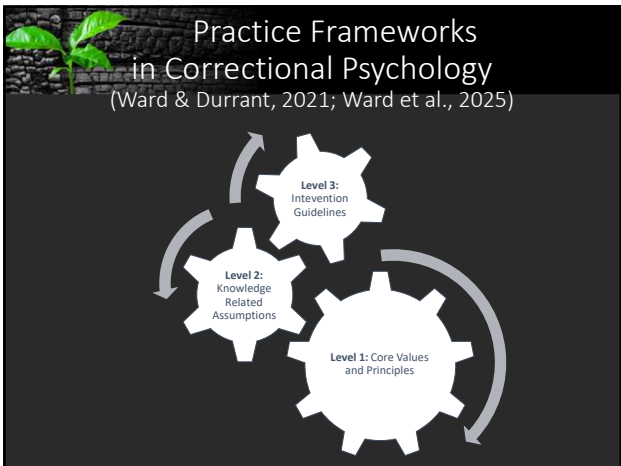 Practice Frameworks
in Correctional Psychology
(Ward & Durrant, 2021; Ward et al., 2025)
Level 3:
Intevention
Guidelines
Level 2:
Knowledge
Related
Assumptions
Level 1: Core Values
and Principles